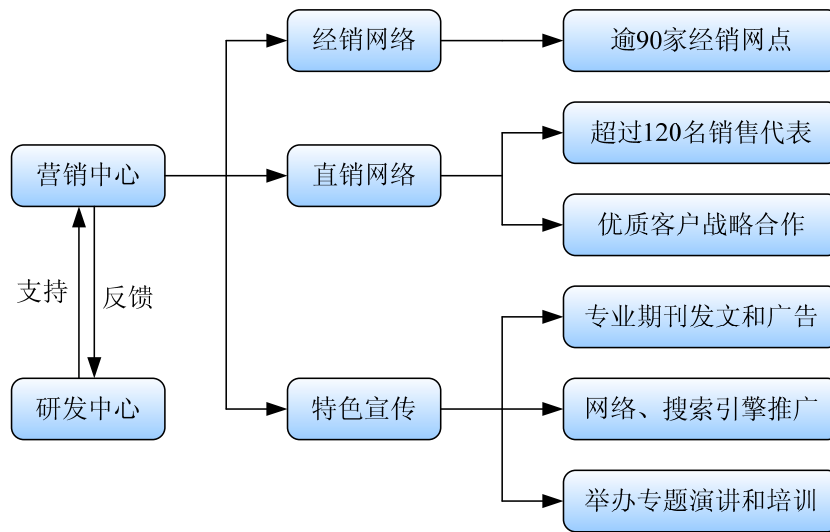 经销网络
逾90家经销网点
超过120名销售代表
营销中心
直销网络
优质客户战略合作
支持
反馈
专业期刊发文和广告
研发中心
特色宣传
网络、搜索引擎推广
举办专题演讲和培训